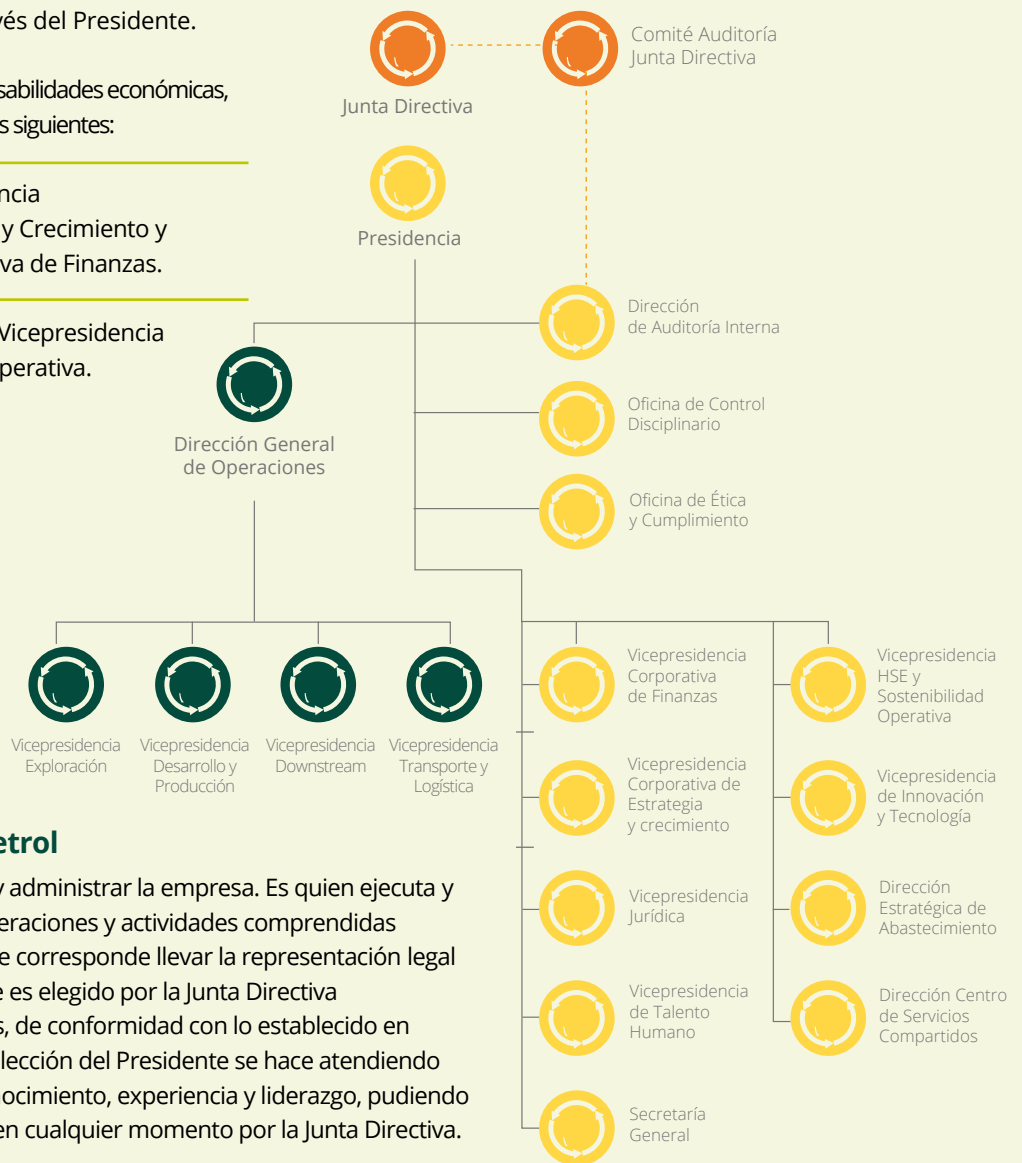 vés del Presidente.
sabilidades económicas,
s siguientes:
ncia
y Crecimiento y
va de Finanzas.
Vicepresidencia
perativa.
Junta Directiva
Comité Auditoría
Junta Directiva
Presidencia
Dirección
de Auditoría Interna
Dirección General
de Operaciones
Oficina de Control
Disciplinario
Oficina de Ética
y Cumplimiento
Vicepresidencia
Exploración
Vicepresidencia
Desarrollo y
Producción
Vicepresidencia
Downstream
Vicepresidencia
Transporte y
Logística
Vicepresidencia
Corporativa
de Finanzas
Vicepresidencia
HSE y
Sostenibilidad
Operativa
Vicepresidencia
Corporativa de
Estrategia
y crecimiento
Vicepresidencia
de Innovación
y Tecnología
Vicepresidencia
Jurídica
Dirección
Estratégica de
Abastecimiento
Vicepresidencia
de Talento
Humano
Dirección Centro
de Servicios
Compartidos
Secretaría
General
etrol
y administrar la empresa. Es quien ejecuta y
eraciones y actividades comprendidas
e corresponde llevar la representación legal
e es elegido por la Junta Directiva
s, de conformidad con lo establecido en
lección del Presidente se hace atendiendo
nocimiento, experiencia y liderazgo, pudiendo
en cualquier momento por la Junta Directiva.